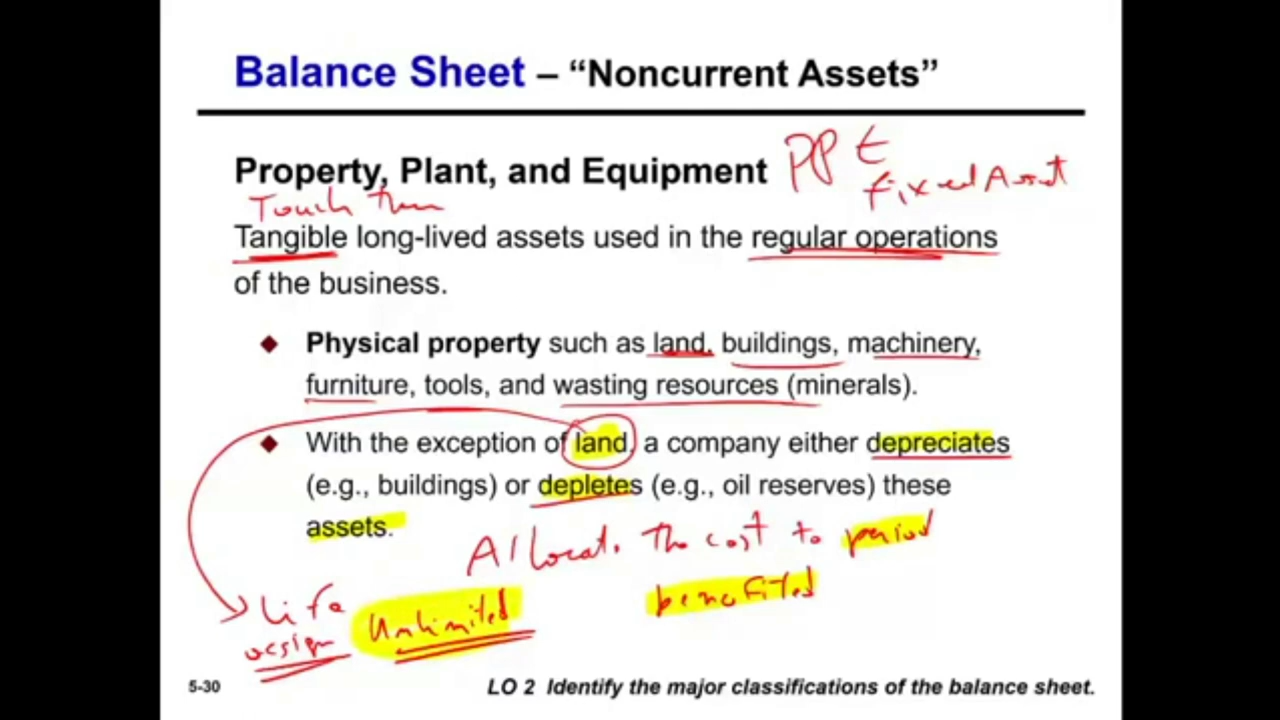 Balance Sheet – “Noncurrent Assets”
Property, Plant, and Equipment PPE
Fixed Asset
Touch them
Tangible long-lived assets used in the regular operations
of the business.
◆ Physical property such as land, buildings, machinery,
furniture, tools, and wasting resources (minerals).
◆ With the exception of land, a company either depreciates
(e.g., buildings) or depletes (e.g., oil reserves) these
assets.
Allocate the cost to period
benefited
Life
Unlimited
5-30
LO 2 Identify the major classifications of the balance sheet.